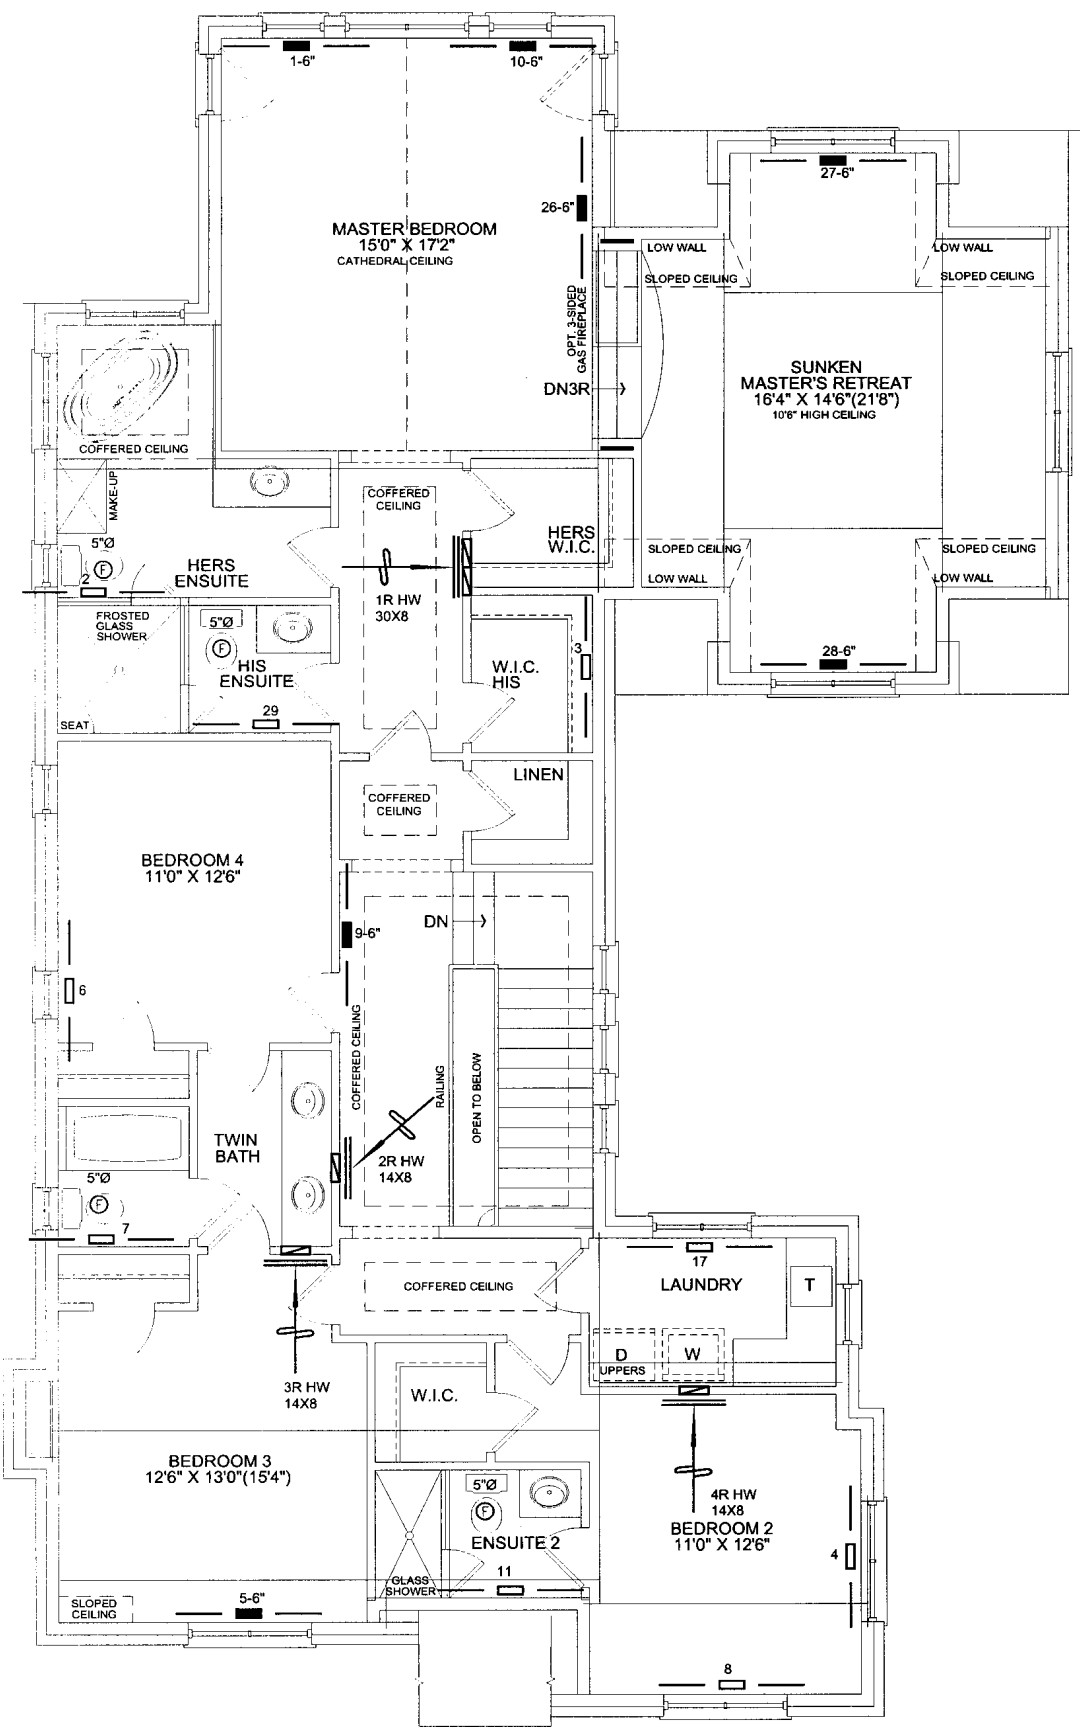 1-6"
10-6"
27-6"
26-6"
MASTER BEDROOM
15'0" X 17'2"
CATHEDRAL CEILING
LOW WALL
LOW WALL
SLOPED CEILING
SLOPED CEILING
OPT. 3-SIDED
GAS FIREPLACE
SUNKEN
MASTER'S RETREAT
16'4" X 14'6"(21'8")
10'6" HIGH CEILING
DN3R
COFFERED CEILING
MAKE-UP
COFFERED
CEILING
HERS
W.I.C.
SLOPED CEILING
SLOPED CEILING
LOW WALL
LOW WALL
5"Ø
F
2
HERS
ENSUITE
1R HW
30X8
FROSTED
GLASS
SHOWER
5"Ø
F
HIS
ENSUITE
29
SEAT
W.I.C.
HIS
3
28-6"
LINEN
COFFERED
CEILING
BEDROOM 4
11'0" X 12'6"
DN
9-6"
6
COFFERED CEILING
RAILING
OPEN TO BELOW
TWIN
BATH
2R HW
14X8
5"Ø
F
7
17
LAUNDRY
T
COFFERED CEILING
D
W
UPPERS
3R HW
14X8
W.I.C.
BEDROOM 3
12'6" X 13'0"(15'4")
5"Ø
F
ENSUITE 2
4R HW
14X8
BEDROOM 2
11'0" X 12'6"
4
GLASS
SHOWER
11
SLOPED
CEILING
5-6"
8